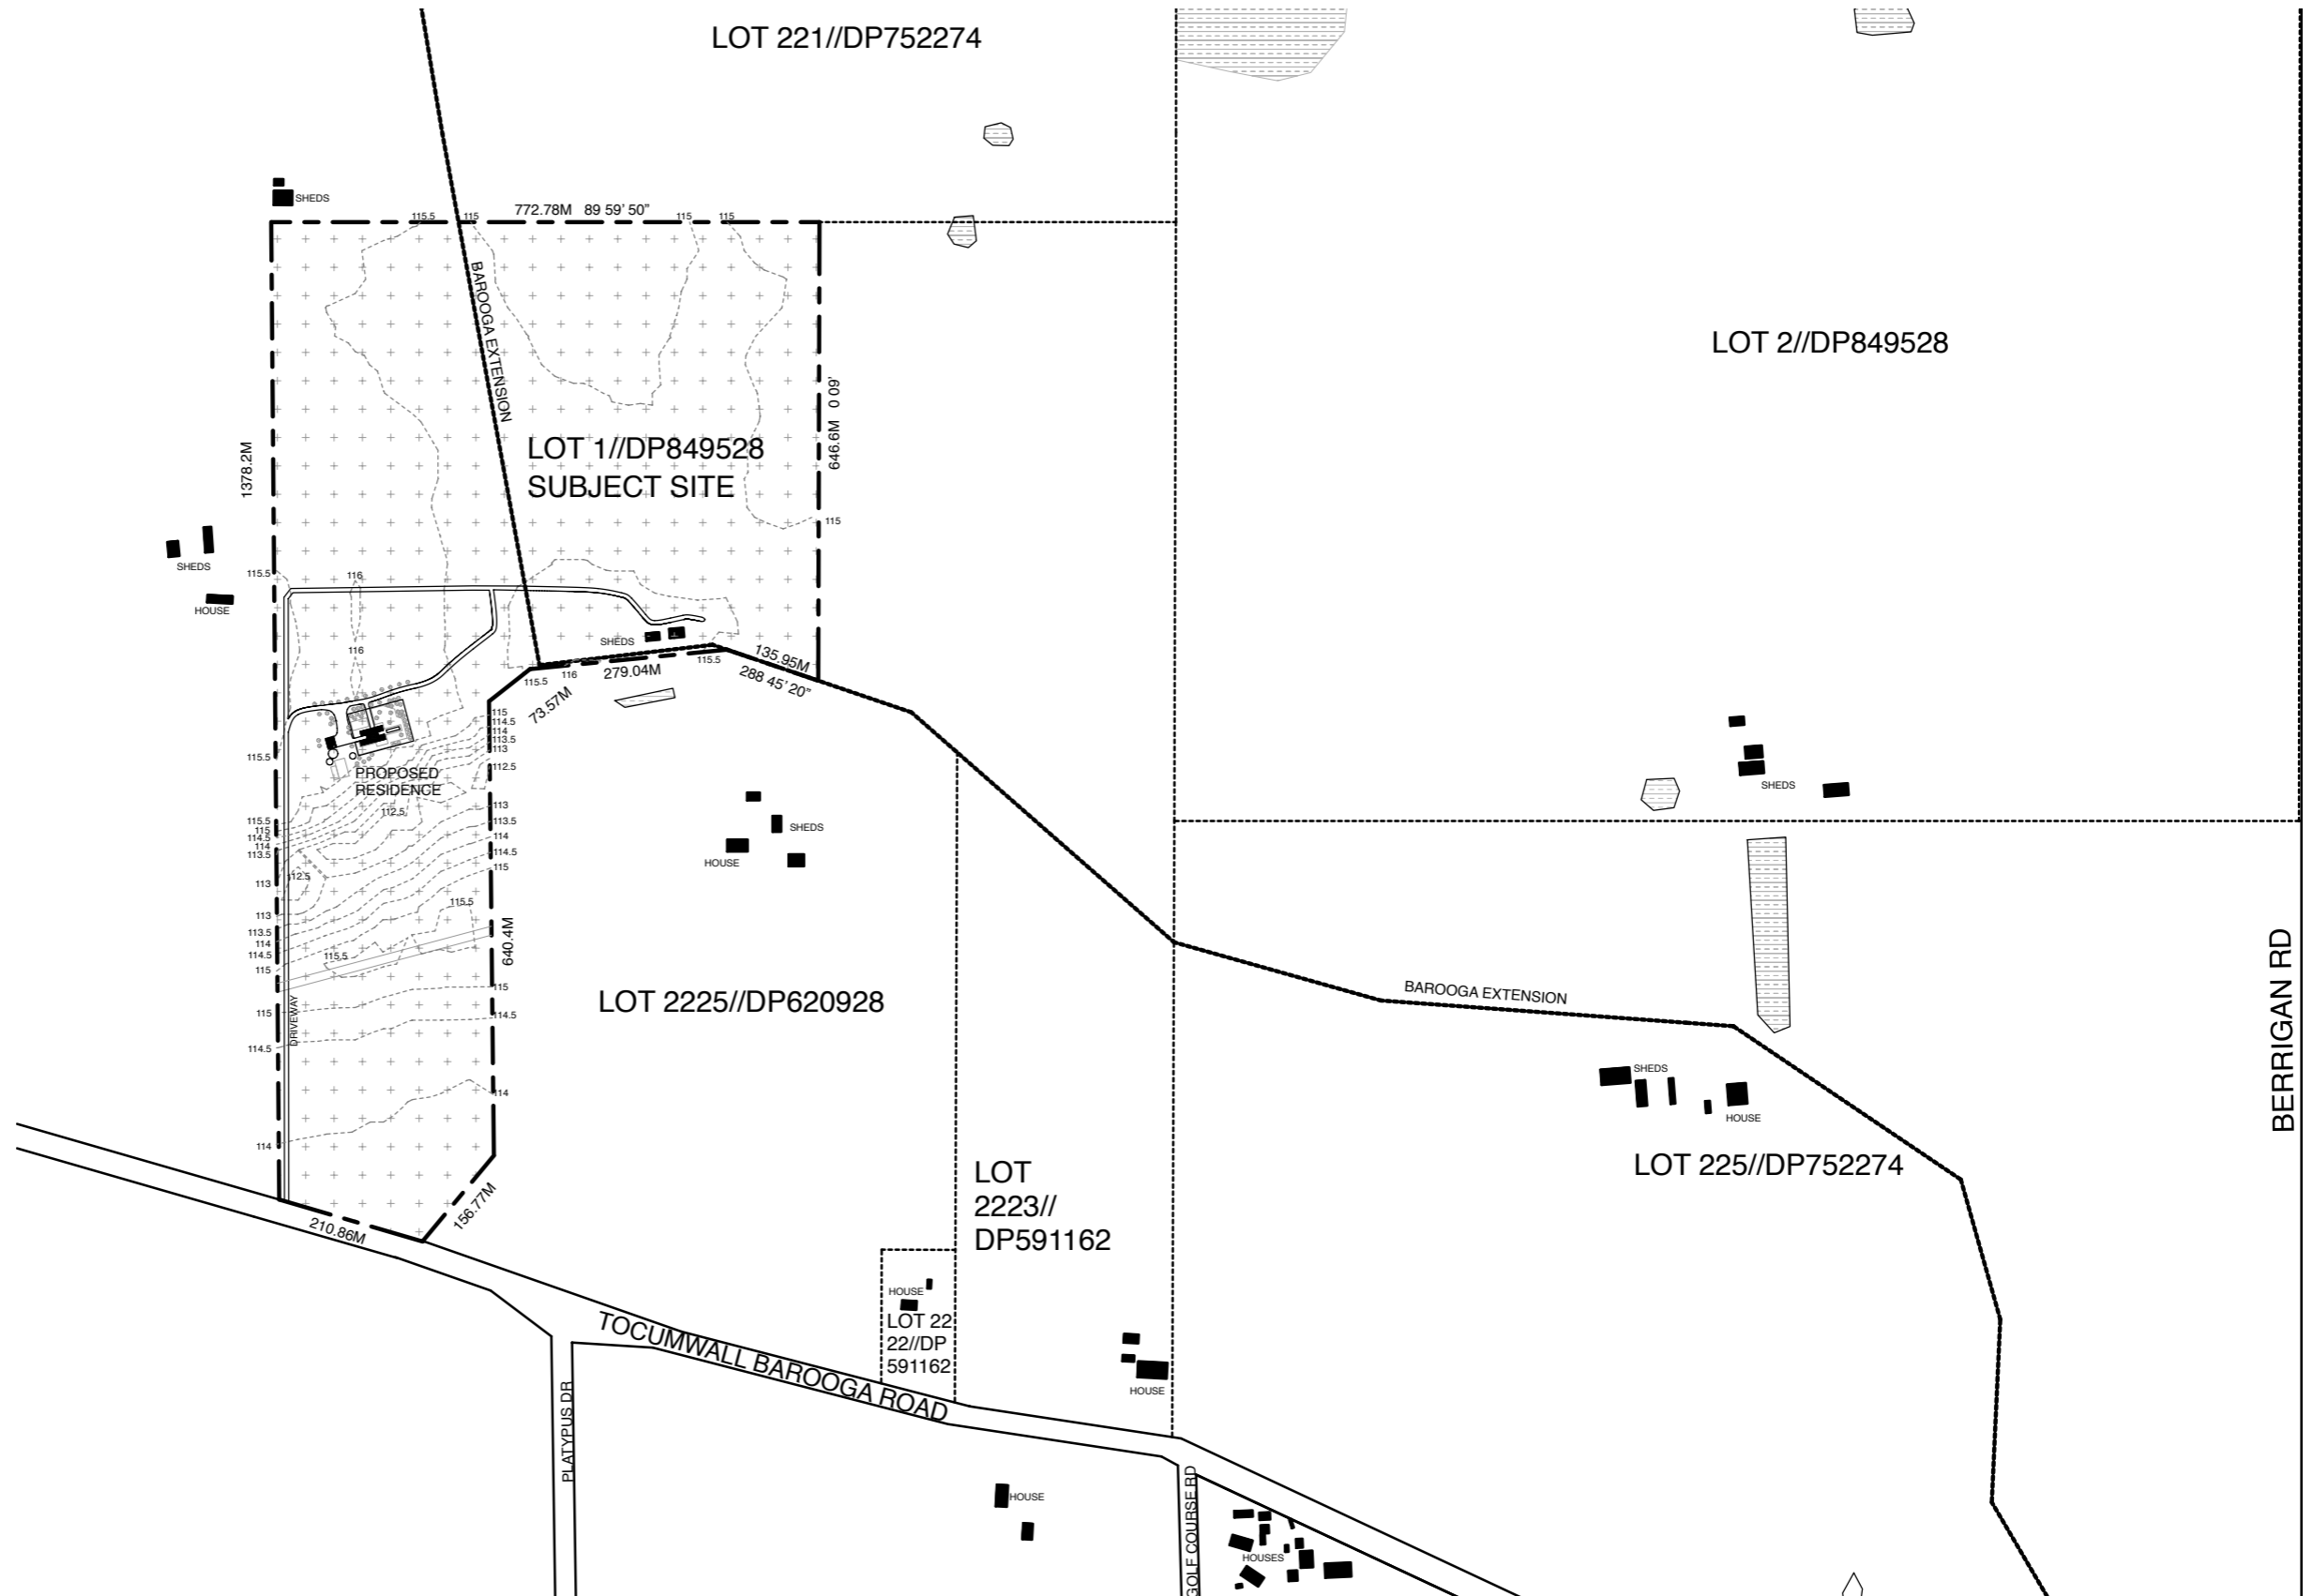 LOT 221//DP752274
SHEDS
115.5
115
772.78M 89 59' 50"
115
115
BAROOGA EXTENSION
LOT 2//DP849528
646.6M 0 09'
1378.2M
LOT 1//DP849528
SUBJECT SITE
115
SHEDS
115.5
116
HOUSE
SHEDS
116
135.95M
115.5
279.04M
288 45' 20"
115.5
116
73.57M
115
114.5
114
113.5
113
112.5
115.5
PROPOSED
RESIDENCE
SHEDS
112.5
113
113.5
114
114.5
115
115.5
115
114.5
114
113.5
SHEDS
HOUSE
113
112.5
115.5
113
113.5
114
114.5
115
640.4M
115.5
BERRIGAN RD
115
114.5
BAROOGA EXTENSION
LOT 2225//DP620928
115
DRIVEWAY
114.5
114
SHEDS
HOUSE
114
LOT 225//DP752274
LOT
2223//
DP591162
156.77M
210.86M
HOUSE
LOT 22
22//DP
591162
TOCUMWALL BAROOGA ROAD
HOUSE
PLATYPUS DR
HOUSE
GOLF COURSE RD
HOUSES